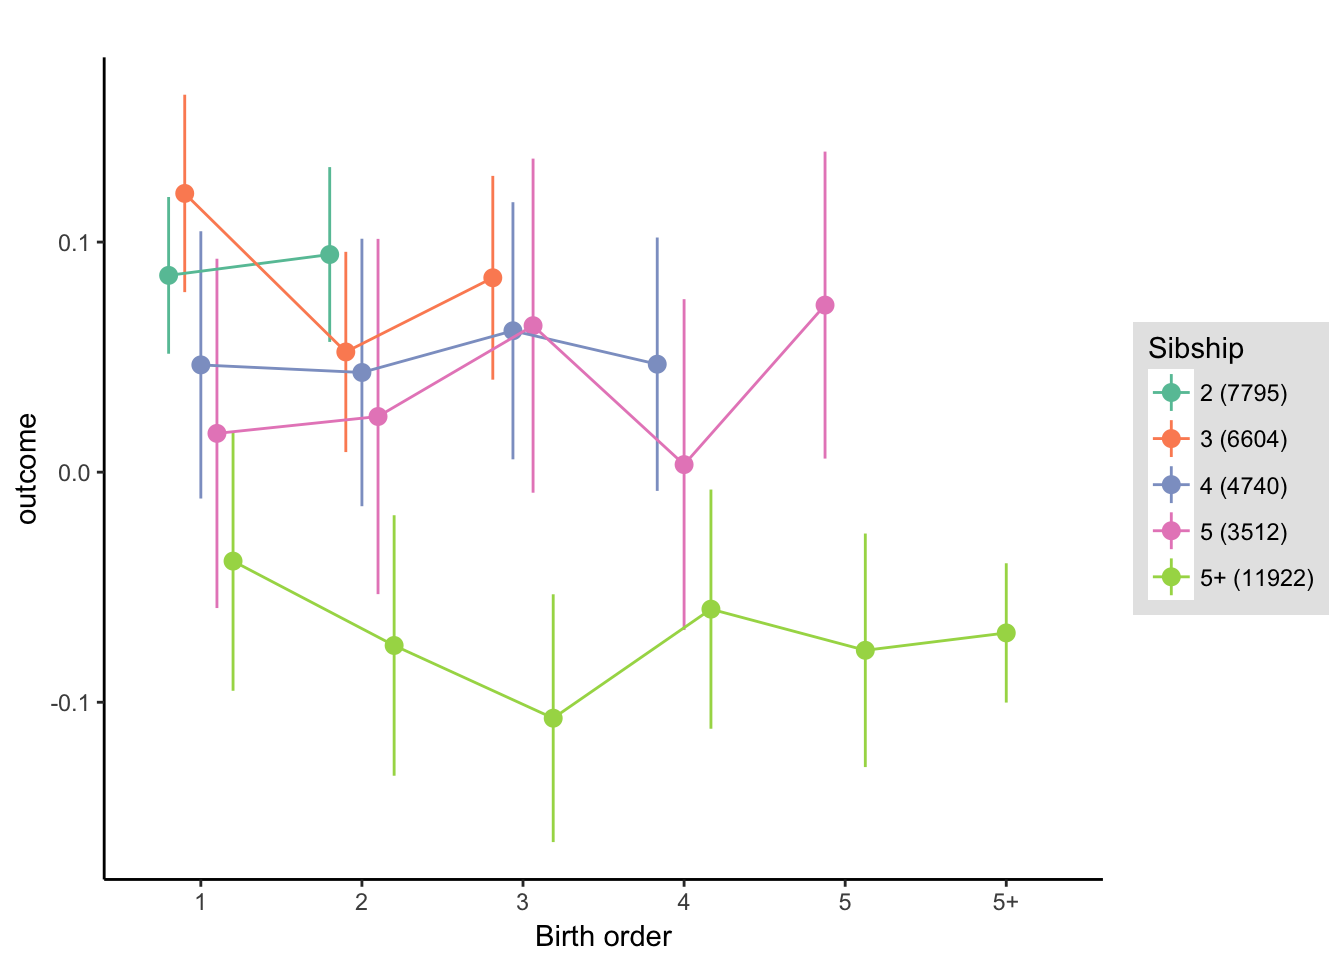 outcome
0.1
0.0
-0.1
1 2 3 4 5 5+
Birth order
Sibship
2 (7795)
3 (6604)
4 (4740)
5 (3512)
5+ (11922)